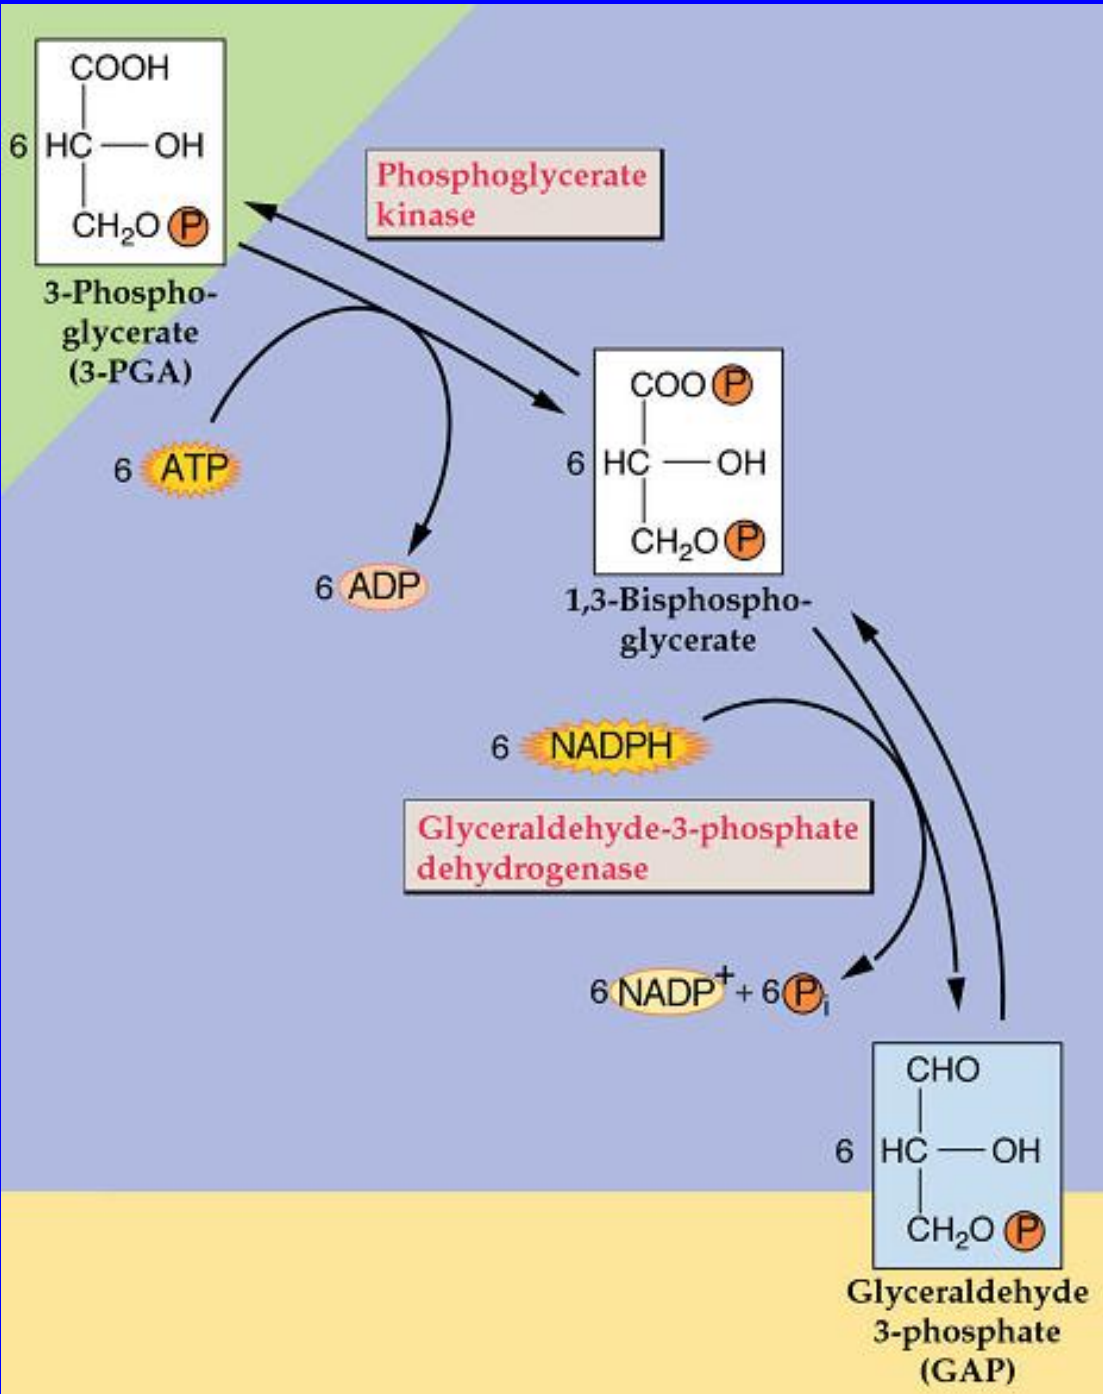 COOH
6 HC — OH
CH₂O P
3-Phospho-
glycerate
(3-PGA)
Phosphoglycerate
kinase
6 ATP
6 ADP
COO P
6 HC — OH
CH₂O P
1,3-Bisphospho-
glycerate
6 NADPH
Glyceraldehyde-3-phosphate
dehydrogenase
6 NADP⁺ + 6 Pᵢ
CHO
6 HC — OH
CH₂O P
Glyceraldehyde
3-phosphate
(GAP)